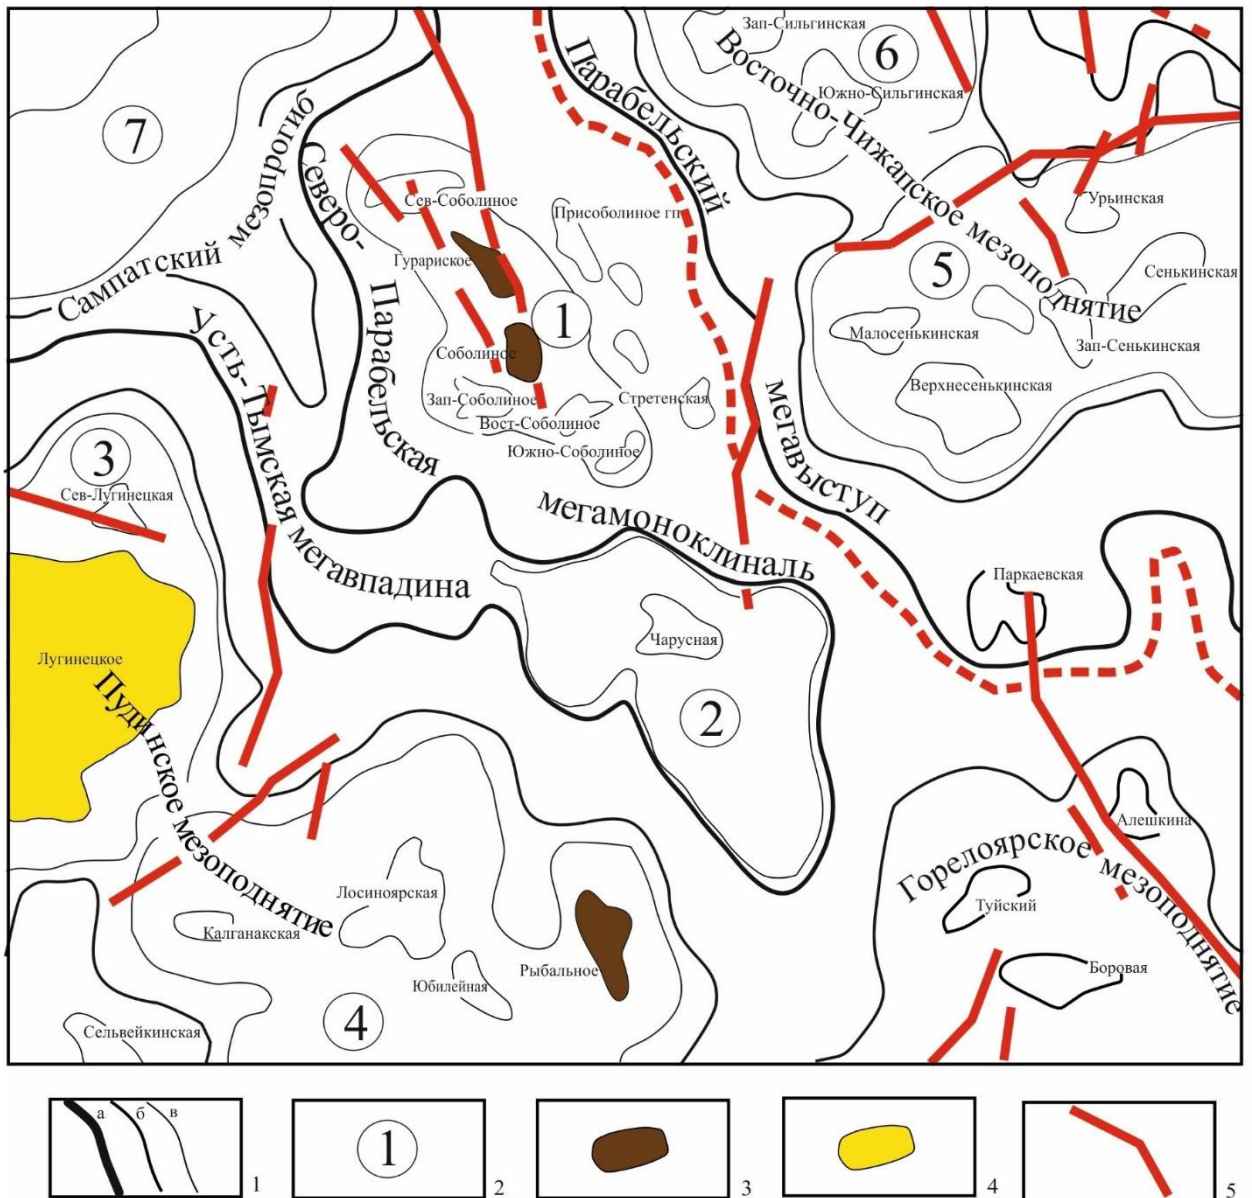 Зап-Сильгинская
6
Восточно-Чижапское мезоподнятие
Южно-Сильгинская
7
Парабельский
мегавыступ
Сампатский мезопрогиб
Северо-
Парабельская
мегамоноклиналь
Сев-Соболиное
Присоболиное гп
Урьинская
Гурариское
5
Сенькинская
1
Малосенькинская
Зап-Сенькинская
Усть-Тымская мегавпадина
Соболиное
Верхнесенькинская
Зап-Соболиное
Стретенская
Вост-Соболиное
Южно-Соболиное
3
Сев-Лугинецкая
Паркаевская
Чарусная
Лугинецкое
2
Пудинское мезоподнятие
Алешкина
Горелоярское мезоподнятие
Лосиноярская
Туйский
Калганакская
Рыбальное
Боровая
Юбилейная
4
Сельвейкинская
а б в
1
1
2
3
4
5